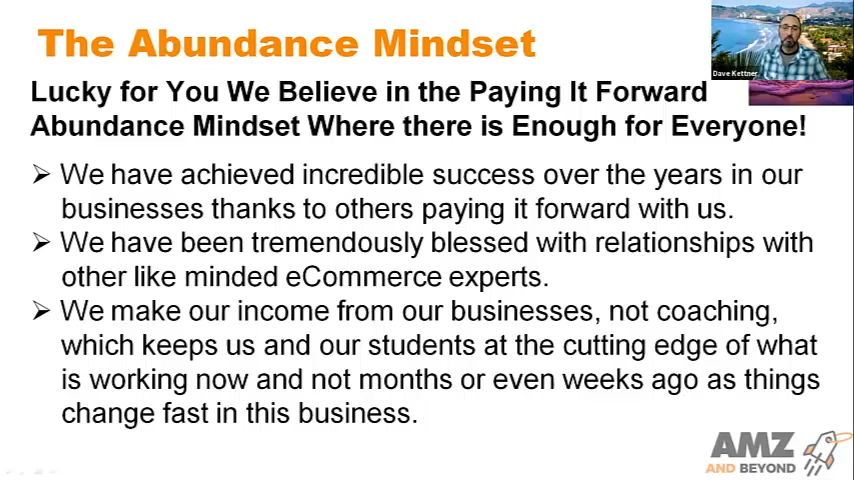 The Abundance Mindset
Dave Kettner
Lucky for You We Believe in the Paying It Forward
Abundance Mindset Where there is Enough for Everyone!
We have achieved incredible success over the years in our
businesses thanks to others paying it forward with us.
We have been tremendously blessed with relationships with
other like minded eCommerce experts.
We make our income from our businesses, not coaching,
which keeps us and our students at the cutting edge of what
is working now and not months or even weeks ago as things
change fast in this business.
AMZ
AND BEYOND